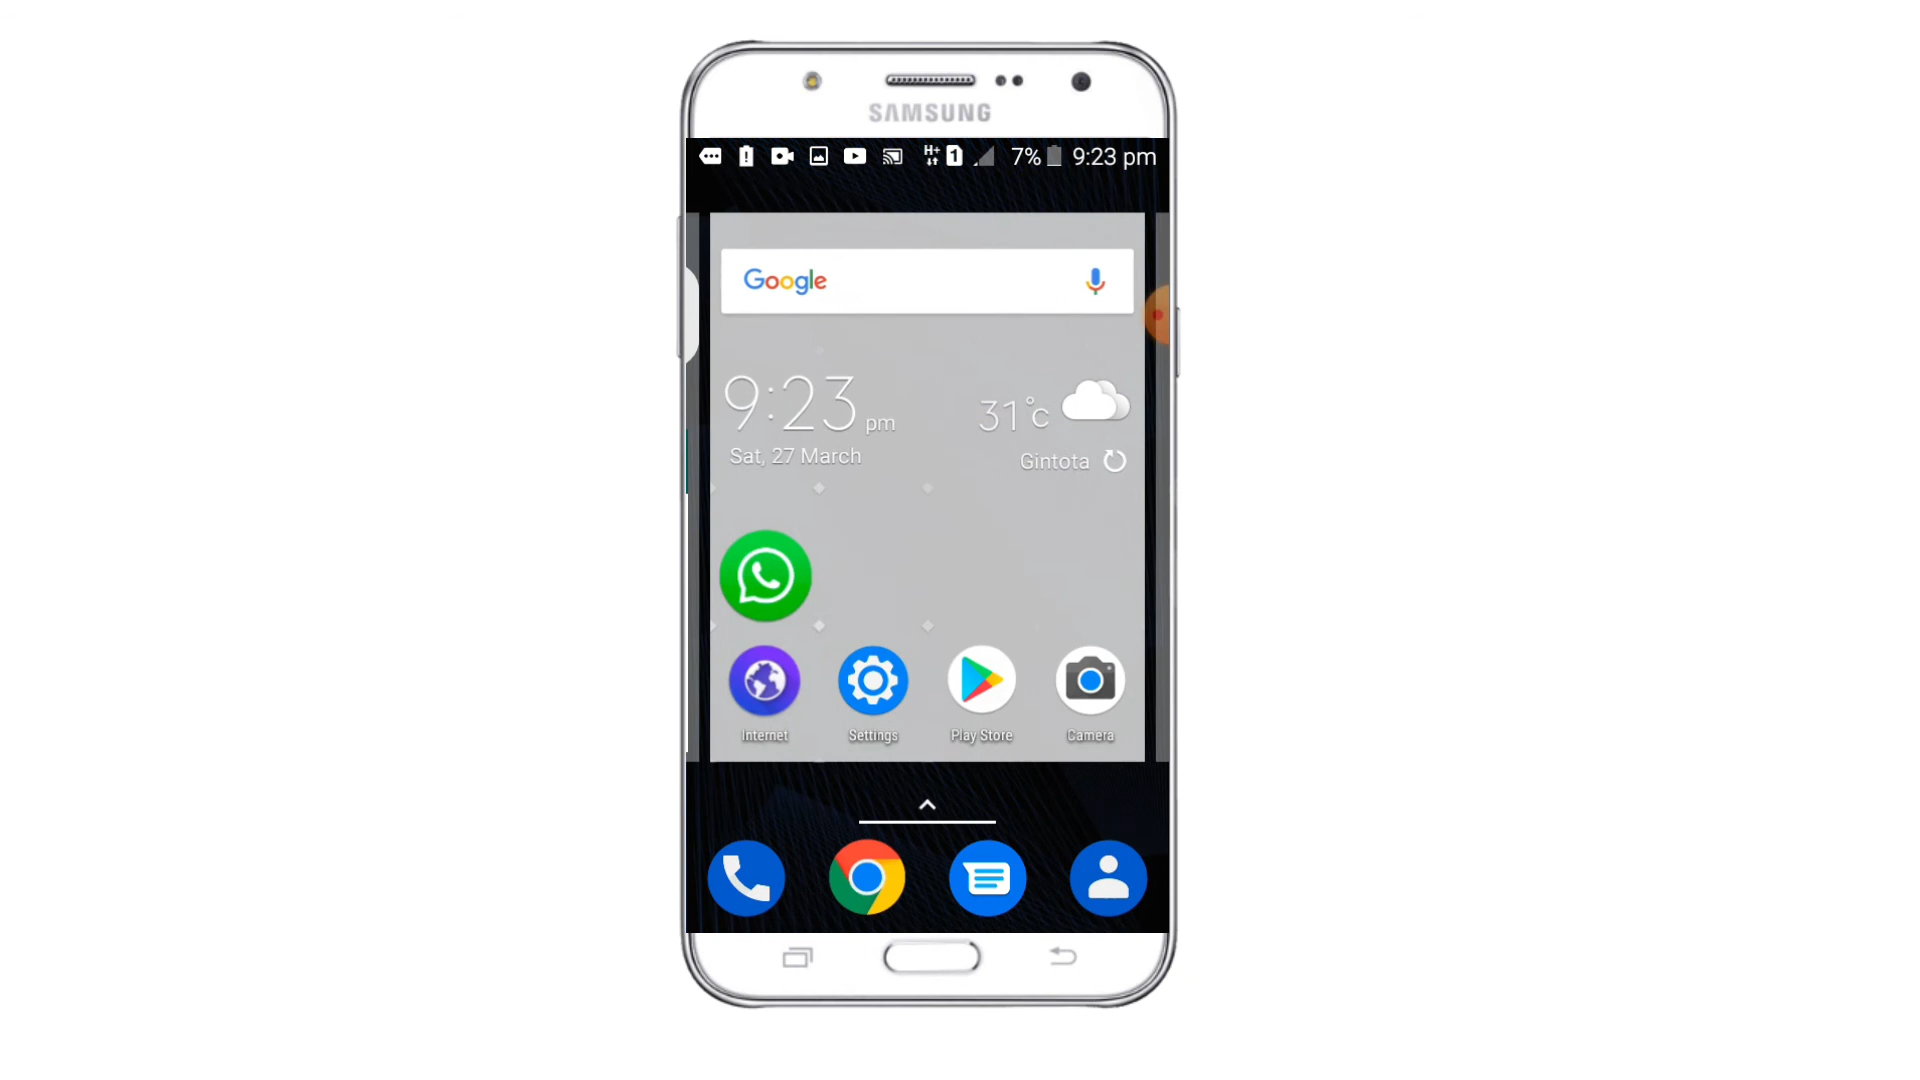 SAMSUNG
H+ 1 7% 9:23 pm
Google
9:23 pm
31°c
Sat, 27 March
Gintota
Internet Settings Play Store Camera